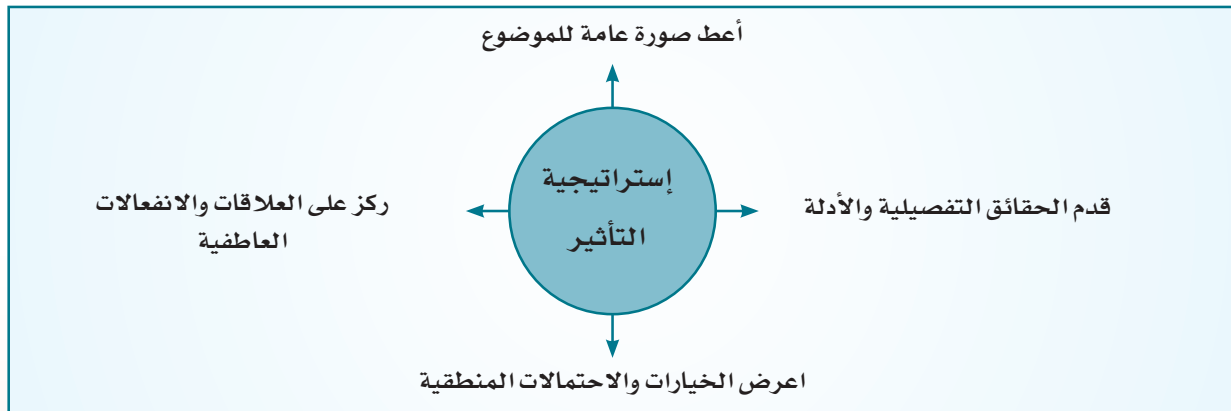 أعط صورة عامة للموضوع
إستراتيجية
التأثير
قدم الحقائق التفصيلية والأدلة
ركز على العلاقات والانفعالات
العاطفية
اعرض الخيارات والاحتمالات المنطقية